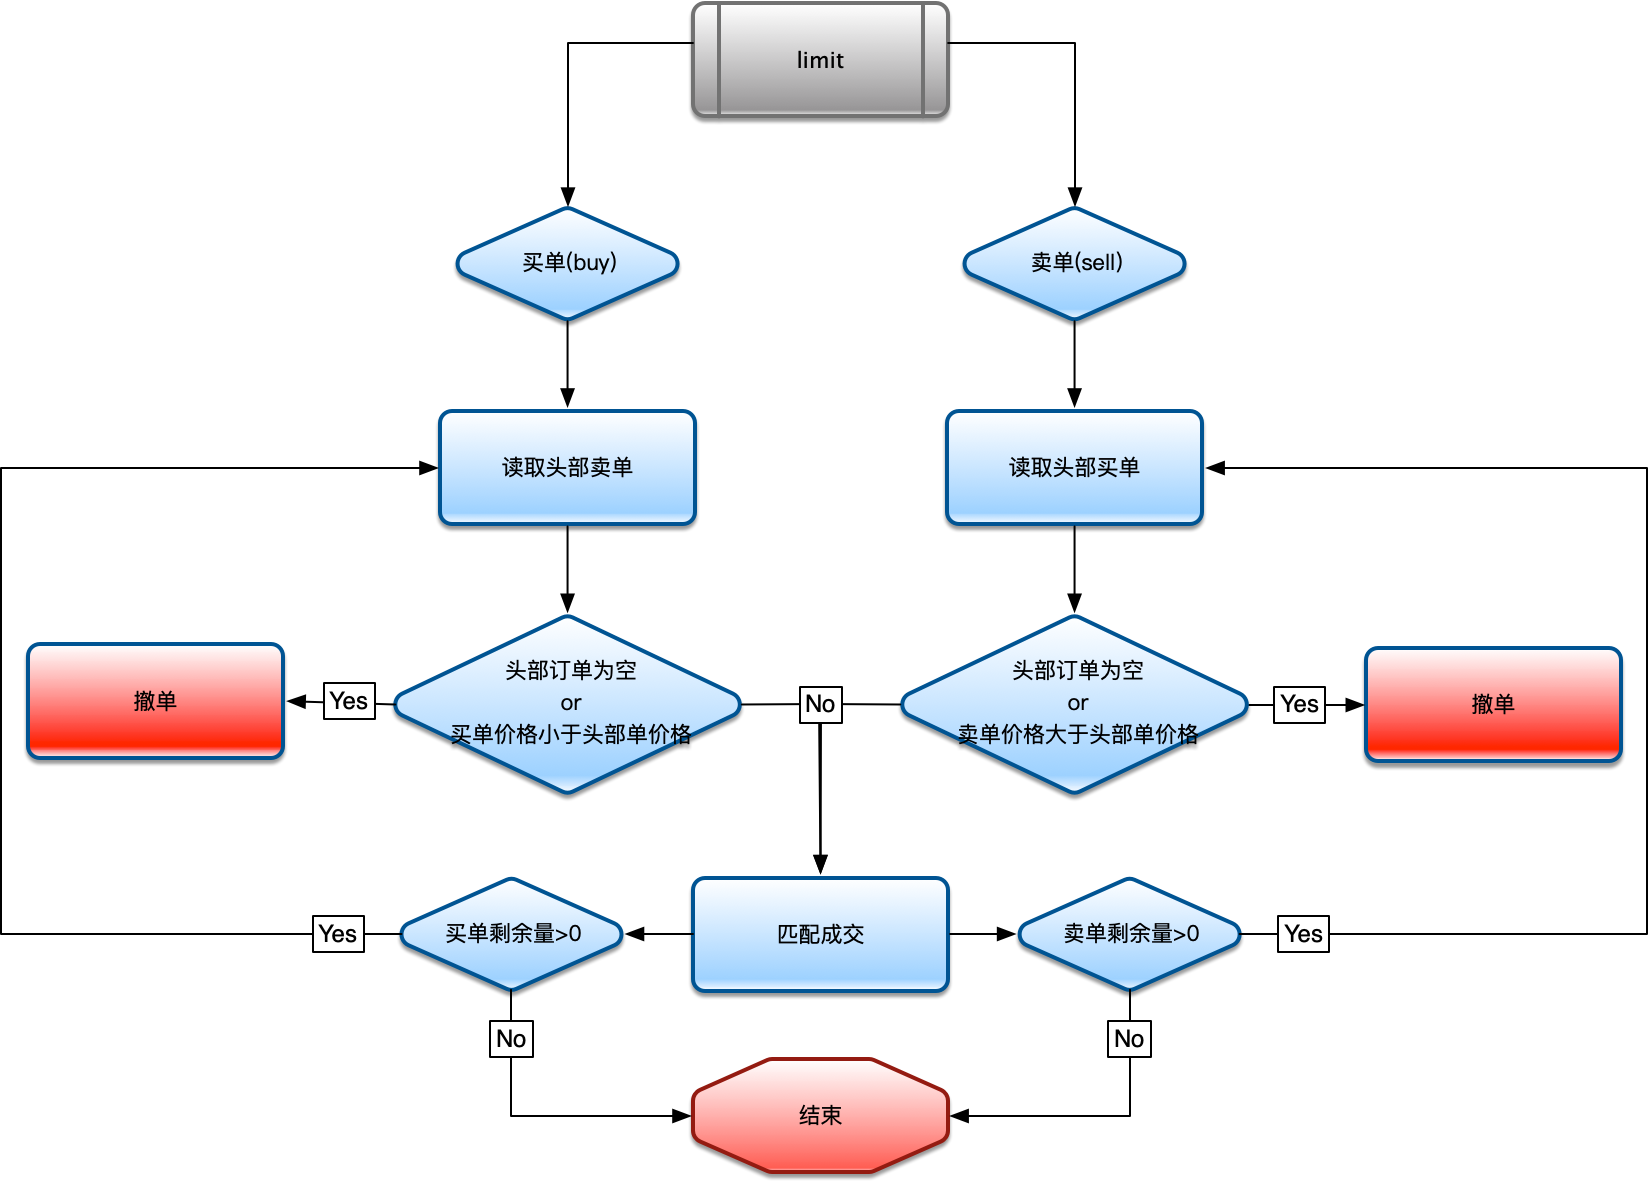 limit
买单(buy)
卖单(sell)
读取头部卖单
读取头部买单
头部订单为空
or
买单价格小于头部单价格
头部订单为空
or
卖单价格大于头部单价格
撤单
Yes
No
Yes
撤单
Yes
买单剩余量>0
匹配成交
卖单剩余量>0
Yes
No
No
结束